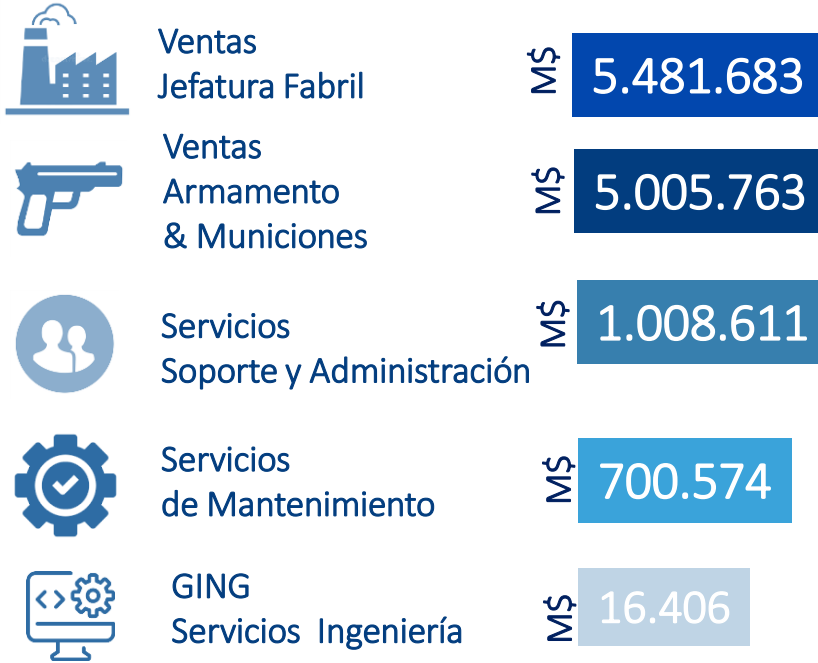 Ventas
Jefatura Fabril
M$ 5.481.683
Ventas
Armamento
& Municiones
M$ 5.005.763
Servicios
Soporte y Administración
M$ 1.008.611
Servicios
de Mantenimiento
M$ 700.574
GING
Servicios Ingeniería
M$ 16.406